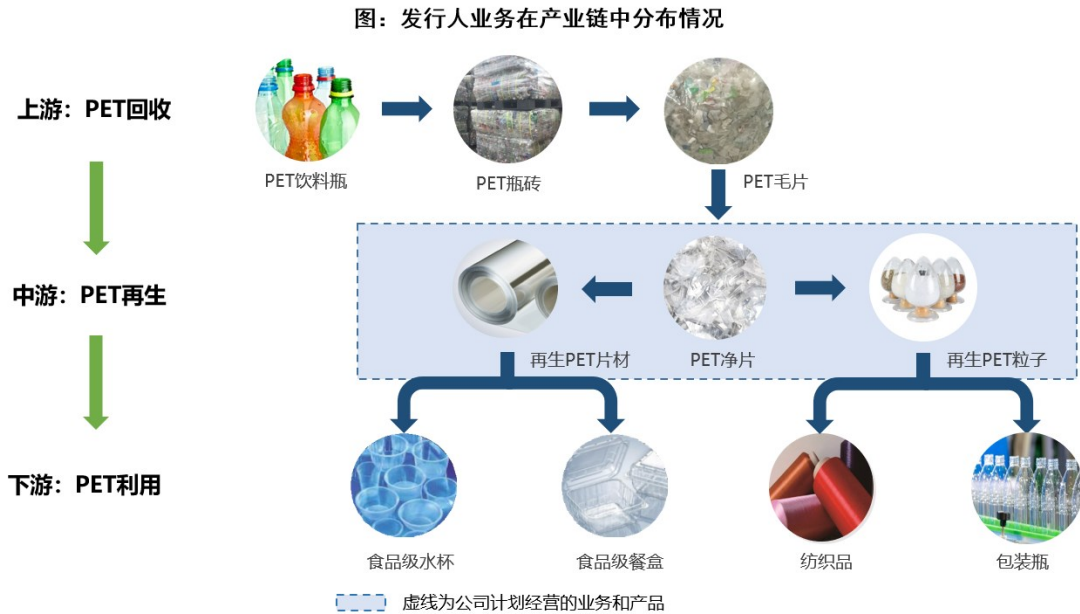 图：发行人业务在产业链中分布情况
上游：PET回收
PET饮料瓶
PET瓶砖
PET毛片
中游：PET再生
再生PET片材
PET净片
再生PET粒子
下游：PET利用
食品级水杯
食品级餐盒
纺织品
包装瓶
虚线为公司计划经营的业务和产品